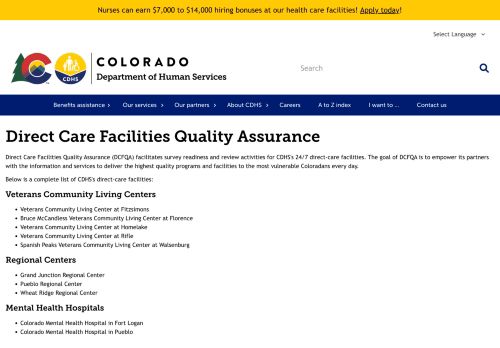 Nurses can earn $7,000 to $14,000 hiring bonuses at our health care facilities! Apply today!
Select Language
CDHS
COLORADO
Department of Human Services
Search
Benefits assistance
Our services
Our partners
About CDHS
Careers
A to Z index
I want to ...
Contact us
Direct Care Facilities Quality Assurance
Direct Care Facilities Quality Assurance (DCFQA) facilitates survey readiness and review activities for CDHS's 24/7 direct-care facilities. The goal of DCFQA is to empower its partners
with the information and services to deliver the highest quality programs and facilities to the most vulnerable Coloradans every day.
Below is a complete list of CDHS's direct-care facilities:
Veterans Community Living Centers
• Veterans Community Living Center at Fitzsimons
• Bruce McCandless Veterans Community Living Center at Florence
• Veterans Community Living Center at Homelake
• Veterans Community Living Center at Rifle
• Spanish Peaks Veterans Community Living Center at Walsenburg
Regional Centers
• Grand Junction Regional Center
• Pueblo Regional Center
• Wheat Ridge Regional Center
Mental Health Hospitals
• Colorado Mental Health Hospital in Fort Logan
• Colorado Mental Health Hospital in Pueblo